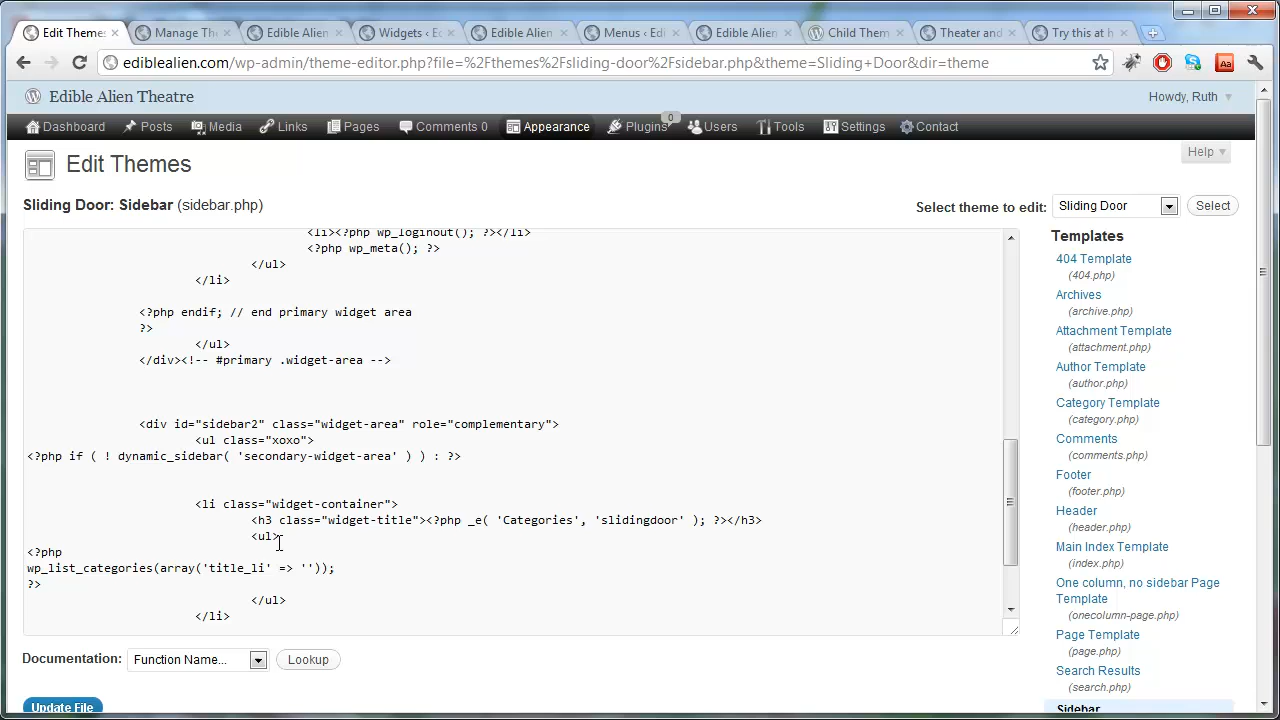 Edit Theme
Manage Th
Edible Alien
Widgets ‹ Ed
Edible Alien
Menus ‹ Edi
Edible Alien
Child Them
Theater and
Try this at h
ediblealien.com/wp-admin/theme-editor.php?file=%2Fthemes%2Fsliding-door%2Fsidebar.php&theme=Sliding+Door&dir=theme
Edible Alien Theatre
Howdy, Ruth
Dashboard Posts Media Links Pages Comments 0 Appearance Plugins 0 Users Tools Settings Contact
Help
Edit Themes
Sliding Door: Sidebar (sidebar.php)
Select theme to edit: Sliding Door Select
<li><?php wp_loginout(); ?></li>
<?php wp_meta(); ?>
</ul>
</li>
<?php endif; // end primary widget area
?>
</ul>
</div><!-- #primary .widget-area -->
<div id="sidebar2" class="widget-area" role="complementary">
<ul class="xoxo">
<?php if ( ! dynamic_sidebar( 'secondary-widget-area' ) ) : ?>
<li class="widget-container">
<h3 class="widget-title"><?php _e( 'Categories', 'slidingdoor' ); ?></h3>
<ul>
<?php
wp_list_categories(array('title_li' => ''));
?>
</ul>
</li>
Templates
404 Template
(404.php)
Archives
(archive.php)
Attachment Template
(attachment.php)
Author Template
(author.php)
Category Template
(category.php)
Comments
(comments.php)
Footer
(footer.php)
Header
(header.php)
Main Index Template
(index.php)
One column, no sidebar Page
Template
(onecolumn-page.php)
Page Template
(page.php)
Search Results
(search.php)
Sidebar
Documentation: Function Name... Lookup
Update File